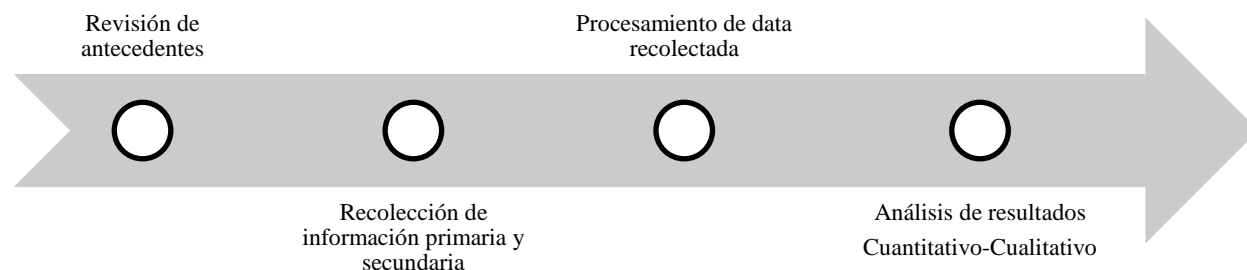 Revisión de
antecedentes
Recolección de
información primaria y
secundaria
Procesamiento de data
recolectada
Análisis de resultados
Cuantitativo-Cualitativo